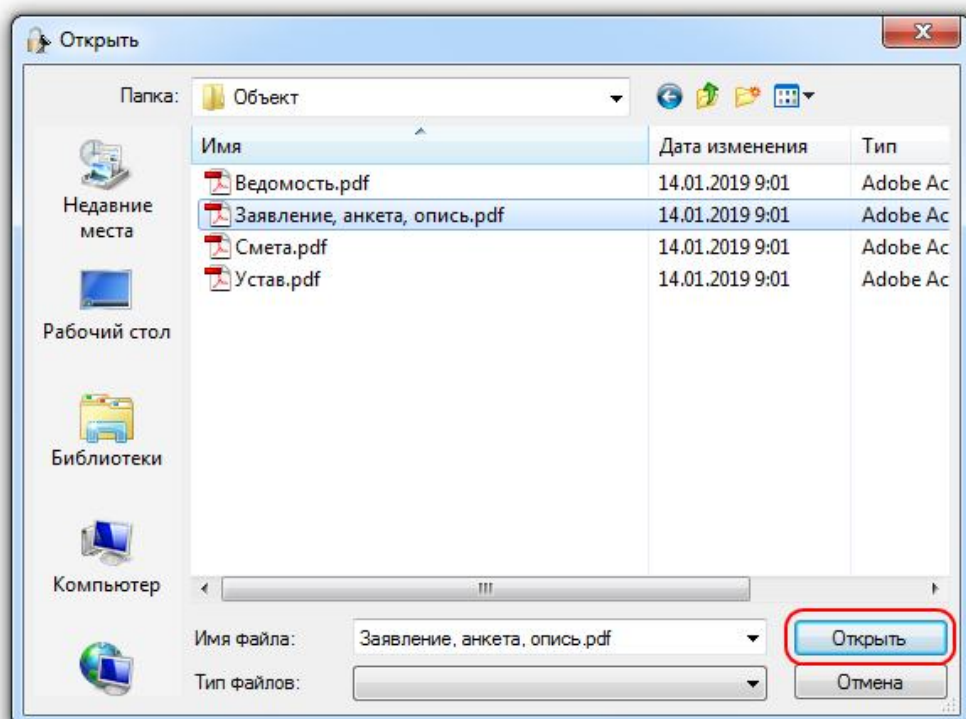 Открыть
Папка: Объект
Имя Дата изменения Тип
Ведомость.pdf 14.01.2019 9:01 Adobe Ac
Заявление, анкета, опись.pdf 14.01.2019 9:01 Adobe Ac
Смета.pdf 14.01.2019 9:01 Adobe Ac
Устав.pdf 14.01.2019 9:01 Adobe Ac
Недавние
места
Рабочий стол
Библиотеки
Компьютер
Имя файла: Заявление, анкета, опись.pdf Открыть
Тип файлов: Отмена